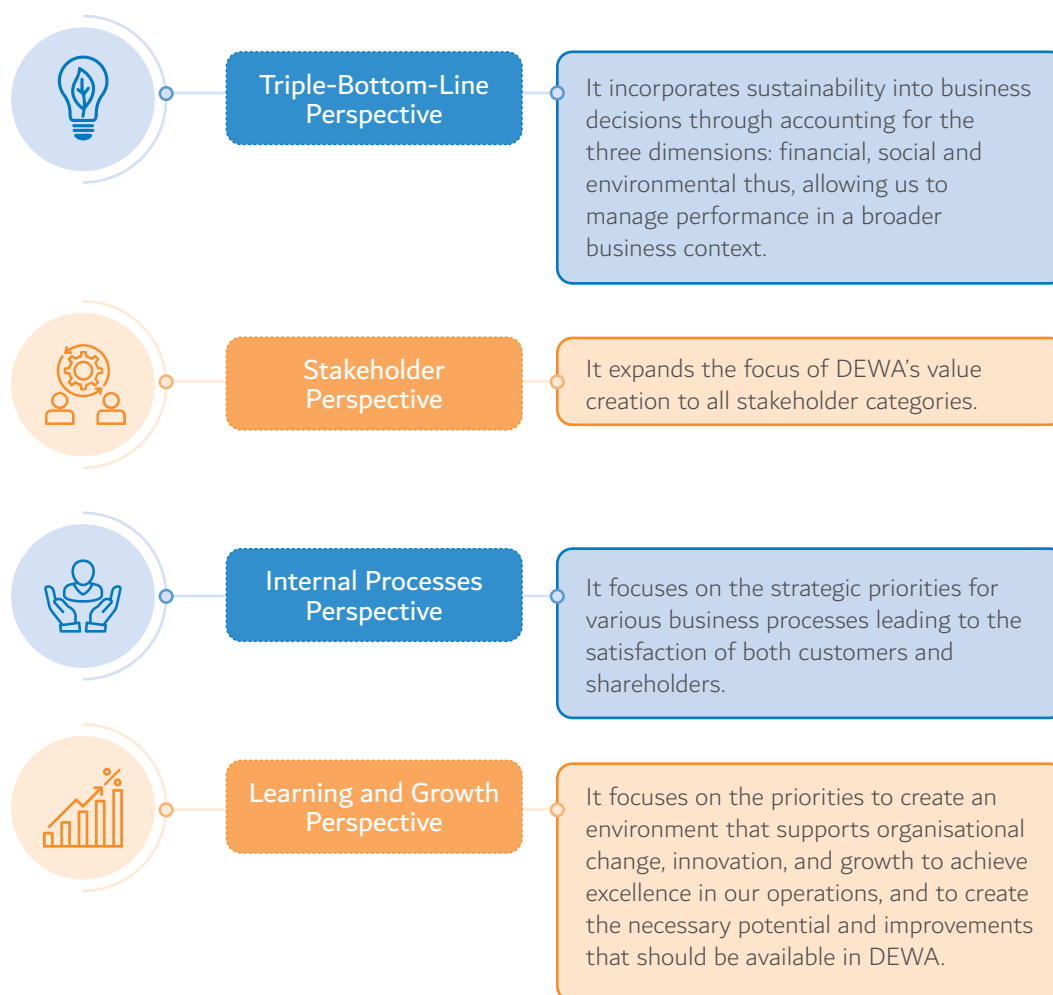 Triple-Bottom-Line
Perspective
It incorporates sustainability into business
decisions through accounting for the
three dimensions: financial, social and
environmental thus, allowing us to
manage performance in a broader
business context.
Stakeholder
Perspective
It expands the focus of DEWA’s value
creation to all stakeholder categories.
Internal Processes
Perspective
It focuses on the strategic priorities for
various business processes leading to the
satisfaction of both customers and
shareholders.
%
Learning and Growth
Perspective
It focuses on the priorities to create an
environment that supports organisational
change, innovation, and growth to achieve
excellence in our operations, and to create
the necessary potential and improvements
that should be available in DEWA.